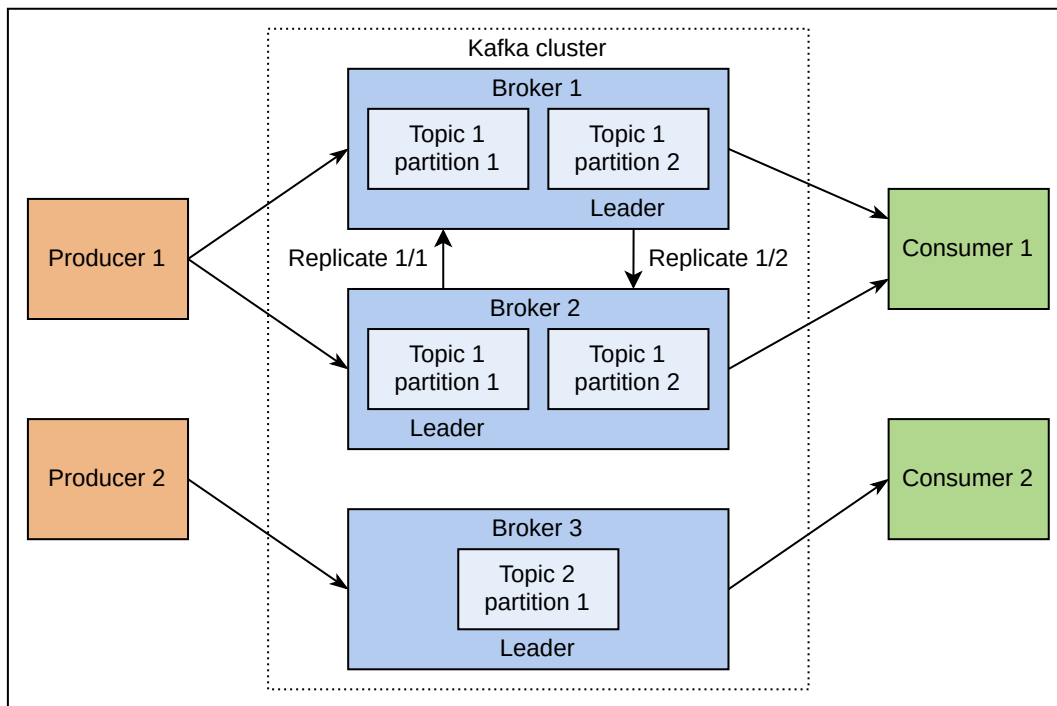 Kafka cluster
Broker 1
Topic 1
partition 1
Topic 1
partition 2
Leader
Producer 1
Replicate 1/1
Replicate 1/2
Consumer 1
Broker 2
Topic 1
partition 1
Topic 1
partition 2
Leader
Producer 2
Consumer 2
Broker 3
Topic 2
partition 1
Leader